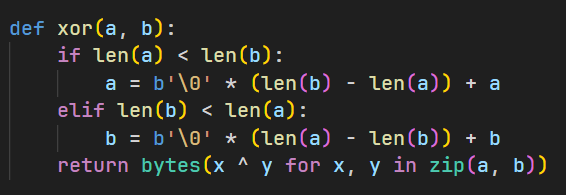 def xor(a, b):
    if len(a) < len(b):
        a = b'\0' * (len(b) - len(a)) + a
    elif len(b) < len(a):
        b = b'\0' * (len(a) - len(b)) + b
    return bytes(x ^ y for x, y in zip(a, b))